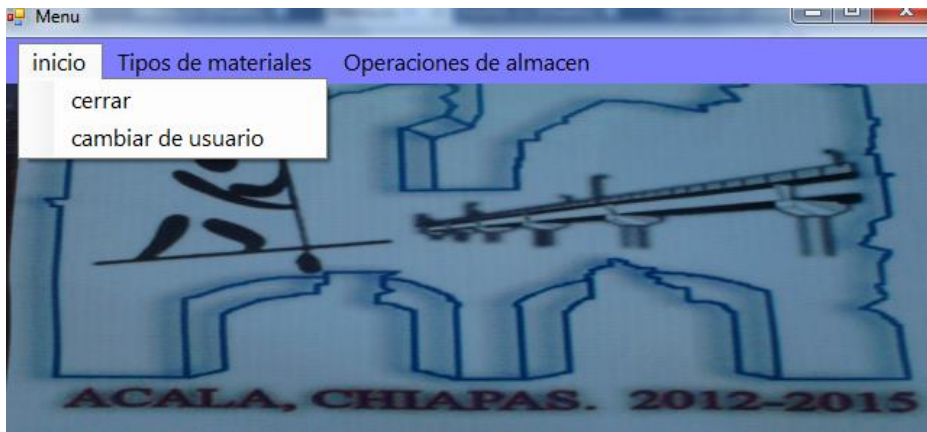 Menu
inicio Tipos de materiales Operaciones de almacen
cerrar
cambiar de usuario
ACALA, CHIAPAS. 2012-2015